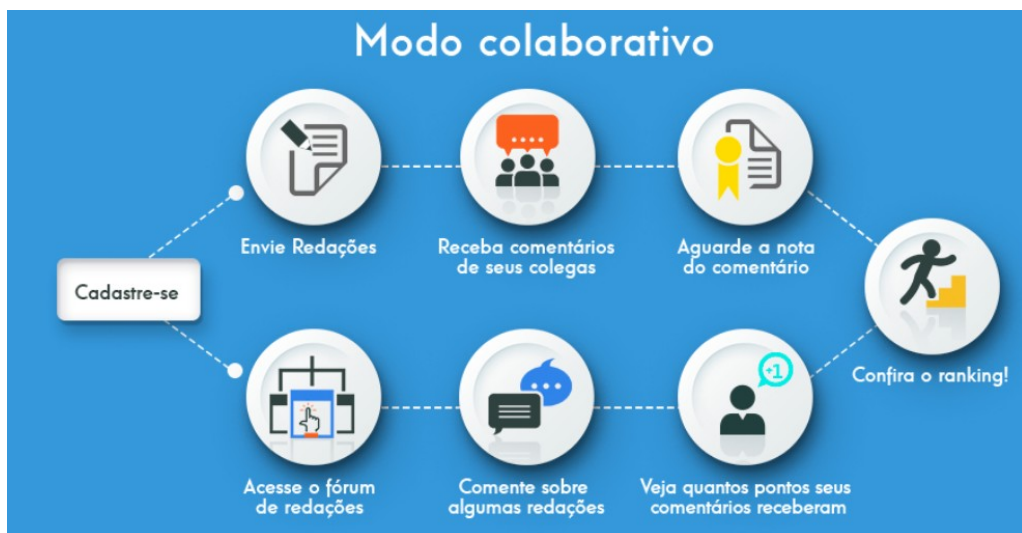 Modo colaborativo
Envie Redações
Receba comentários
de seus colegas
Aguarde a nota
do comentário
Cadastre-se
Confira o ranking!
+1
Acesse o fórum
de redações
Comente sobre
algumas redações
Veja quantos pontos seus
comentários receberam